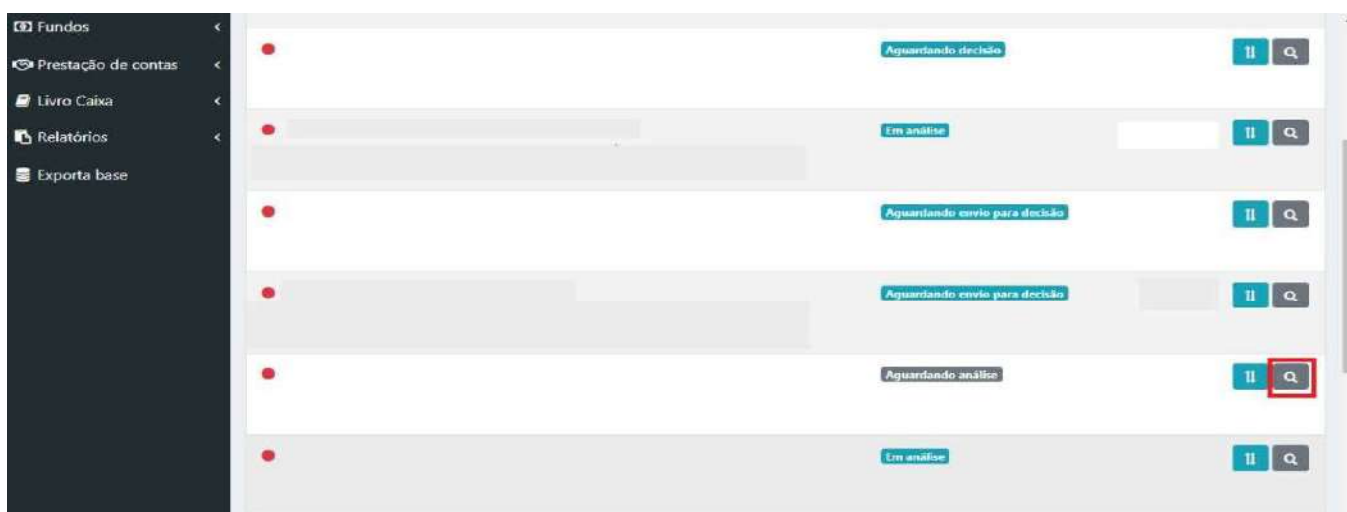 Fundos
Prestação de contas
Livro Caixa
Relatórios
Exporta base
Aguardando decisão
Em análise
Aguardando envio para decisão
Aguardando envio para decisão
Aguardando análise
Em análise